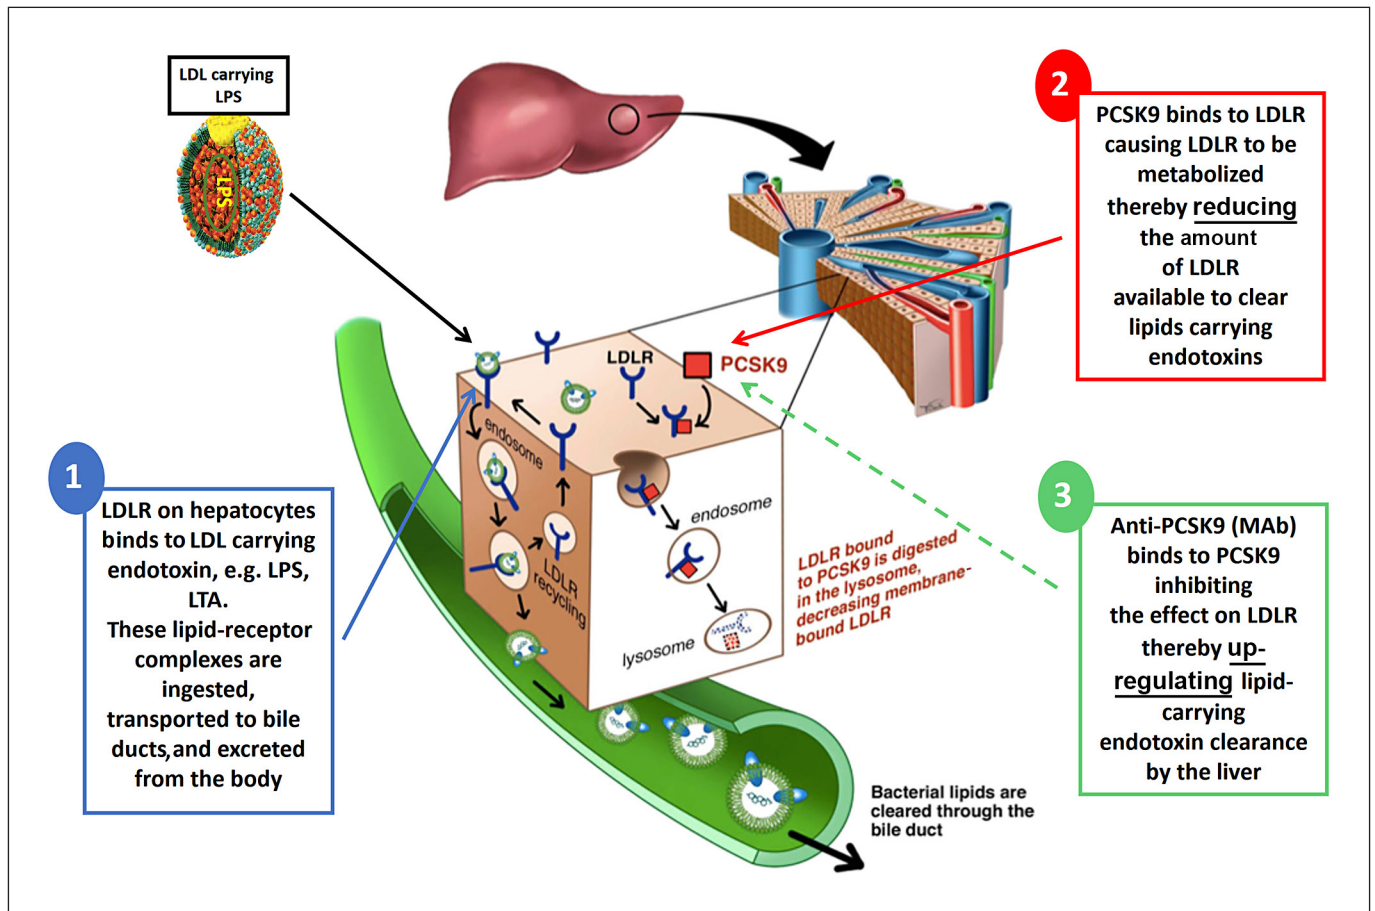 LDL carrying
LPS
LPS
2
PCSK9 binds to LDLR
causing LDLR to be
metabolized
thereby reducing
the amount
of LDLR
available to clear
lipids carrying
endotoxins
LDLR
PCSK9
endosome
LDLR
recycling
endosome
lysosome
LDLR bound
to PCSK9 is digested
in the lysosome,
decreasing membrane-
bound LDLR
1
LDLR on hepatocytes
binds to LDL carrying
endotoxin, e.g. LPS,
LTA.
These lipid-receptor
complexes are
ingested,
transported to bile
ducts,and excreted
from the body
3
Anti-PCSK9 (MAb)
binds to PCSK9
inhibiting
the effect on LDLR
thereby up-
regulating lipid-
carrying
endotoxin clearance
by the liver
Bacterial lipids are
cleared through the
bile duct